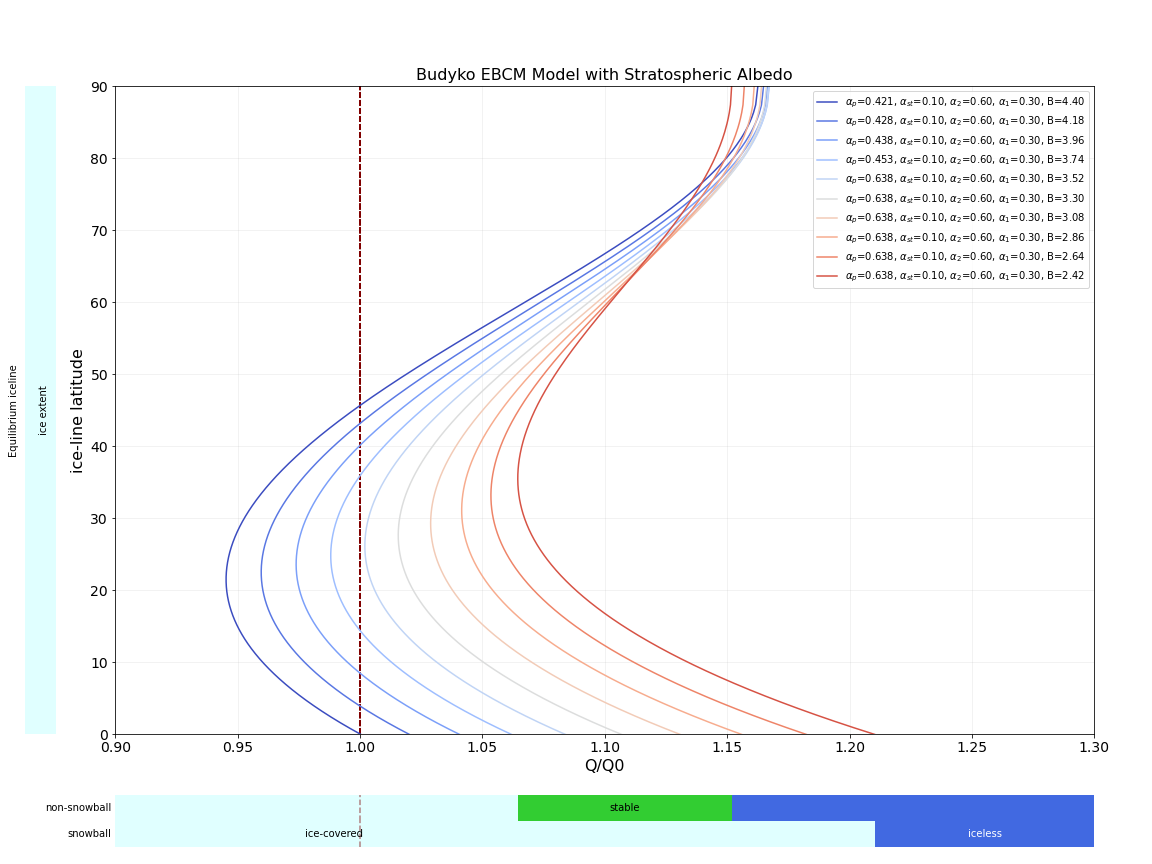 Budyko EBCM Model with Stratospheric Albedo
90
80
70
60
50
40
30
20
10
0
ice-line latitude
Equilibrium iceline
ice extent
αp=0.421, αst=0.10, α2=0.60, α1=0.30, B=4.40
αp=0.428, αst=0.10, α2=0.60, α1=0.30, B=4.18
αp=0.438, αst=0.10, α2=0.60, α1=0.30, B=3.96
αp=0.453, αst=0.10, α2=0.60, α1=0.30, B=3.74
αp=0.638, αst=0.10, α2=0.60, α1=0.30, B=3.52
αp=0.638, αst=0.10, α2=0.60, α1=0.30, B=3.30
αp=0.638, αst=0.10, α2=0.60, α1=0.30, B=3.08
αp=0.638, αst=0.10, α2=0.60, α1=0.30, B=2.86
αp=0.638, αst=0.10, α2=0.60, α1=0.30, B=2.64
αp=0.638, αst=0.10, α2=0.60, α1=0.30, B=2.42
0.90 0.95 1.00 1.05 1.10 1.15 1.20 1.25 1.30
Q/Q0
non-snowball stable
snowball ice-covered iceless